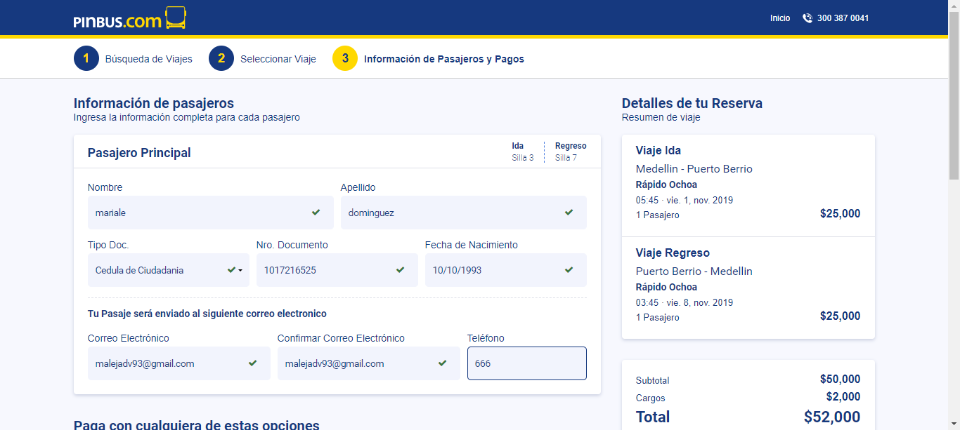 PINBUS.com
Inicio
300 387 0041
1 Búsqueda de Viajes
2 Seleccionar Viaje
3 Información de Pasajeros y Pagos
Información de pasajeros
Ingresa la información completa para cada pasajero
Pasajero Principal
Ida
Silla 3
Regreso
Silla 7
Nombre
mariale
Apellido
dominguez
Tipo Doc.
Cedula de Ciudadania
Nro. Documento
1017216525
Fecha de Nacimiento
10/10/1993
Tu Pasaje será enviado al siguiente correo electronico
Correo Electrónico
malejadv93@gmail.com
Confirmar Correo Electrónico
malejadv93@gmail.com
Teléfono
666
Paga con cualquiera de estas opciones
Detalles de tu Reserva
Resumen de viaje
Viaje Ida
Medellin - Puerto Berrio
Rápido Ochoa
05:45 - vie. 1, nov. 2019
1 Pasajero
$25,000
Viaje Regreso
Puerto Berrio - Medellin
Rápido Ochoa
03:45 - vie. 8, nov. 2019
1 Pasajero
$25,000
Subtotal
$50,000
Cargos
$2,000
Total
$52,000